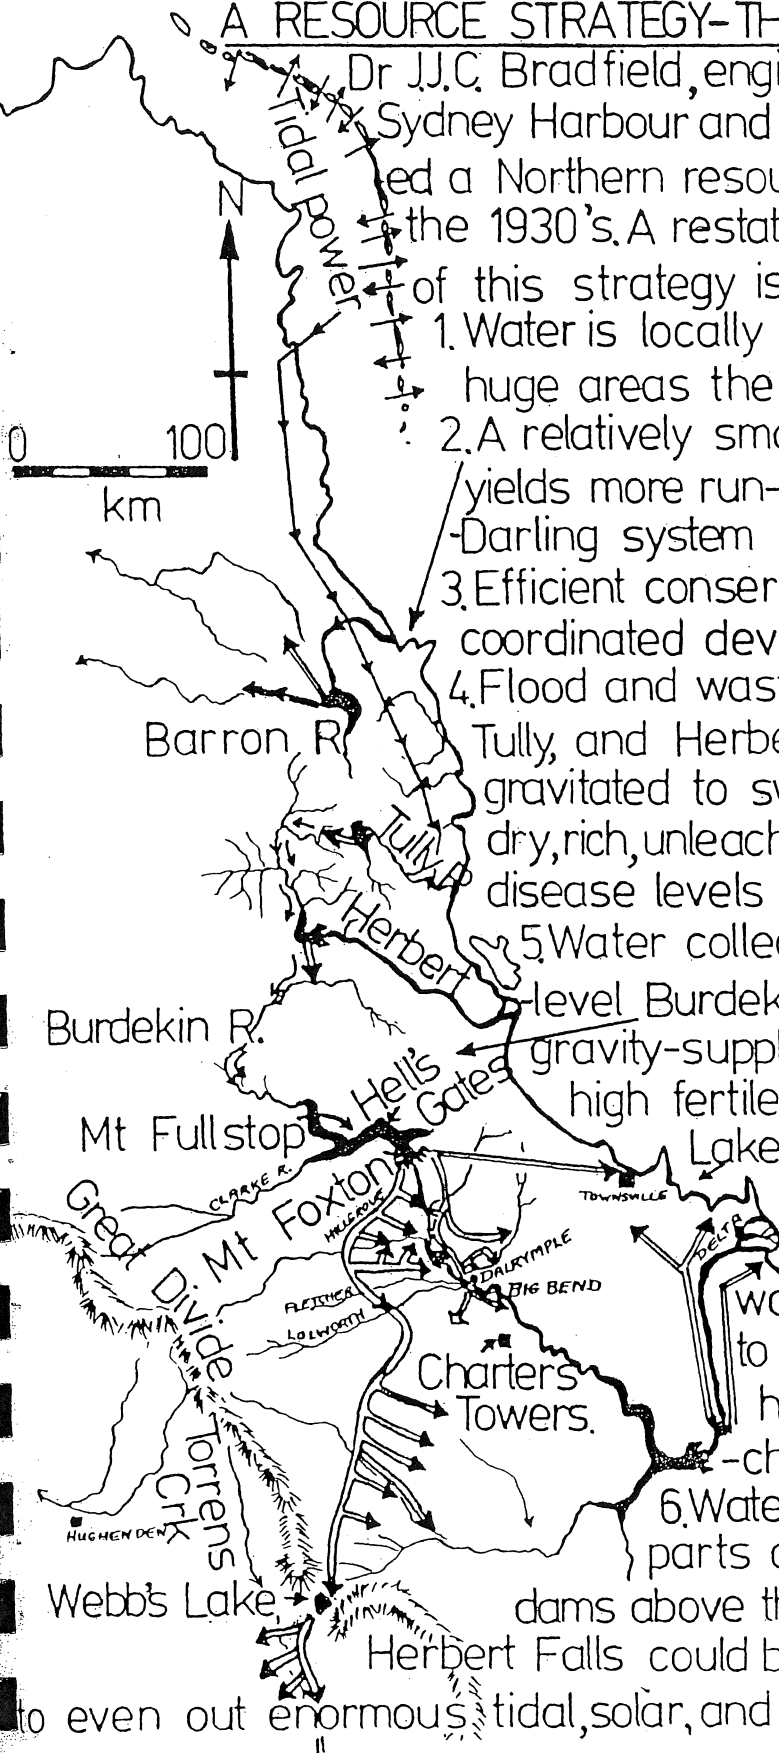 A RESOURCE STRATEGY-TH
Dr J.J.C. Bradfield, engi
Sydney Harbour and
ed a Northern resou
the 1930's. A restat
of this strategy is
1. Water is locally
huge areas the
2. A relatively sma
yields more run-
-Darling system
3. Efficient conser
coordinated dev
4. Flood and wast
Tully, and Herbe
gravitated to sw
dry, rich, unleach
disease levels
5. Water collec
-level Burdek
gravity-suppl
high fertile
Lake
wa
to
h
-ch
6. Wate
parts o
dams above th
Herbert Falls could b
to even out enormous tidal, solar, and
Tidal power
N
0 100
km
Barron R
Tully R
Herbert
Burdekin R.
Hell's
Gates
Mt Fullstop
CLARKE R.
Mt Foxton
HILLGROVE
TOWNSVILLE
DELTA
Great
Divide
DALRYMPLE
BIG BEND
FLETCHER
LOLWORTH
Charters
Towers.
Torrens
Crk
HUGHENDEN
Webb's Lake